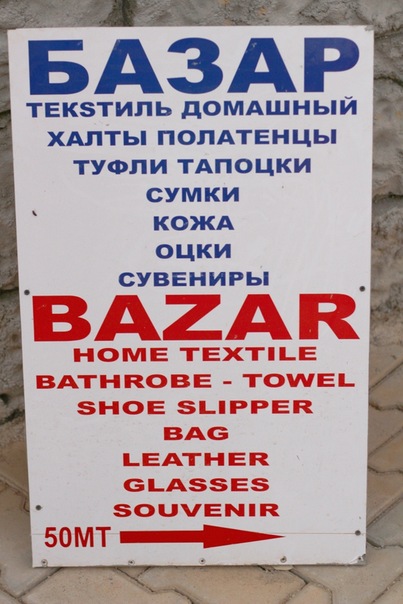 БАЗАР
ТЕКSТИЛЬ ДОМАШНЫЙ
ХАЛТЫ ПОЛАТЕНЦЫ
ТУФЛИ ТАПОЦКИ
СУМКИ
КОЖА
ОЦКИ
СУВЕНИРЫ
BAZAR
HOME TEXTILE
BATHROBE - TOWEL
SHOE SLIPPER
BAG
LEATHER
GLASSES
SOUVENIR
50MT